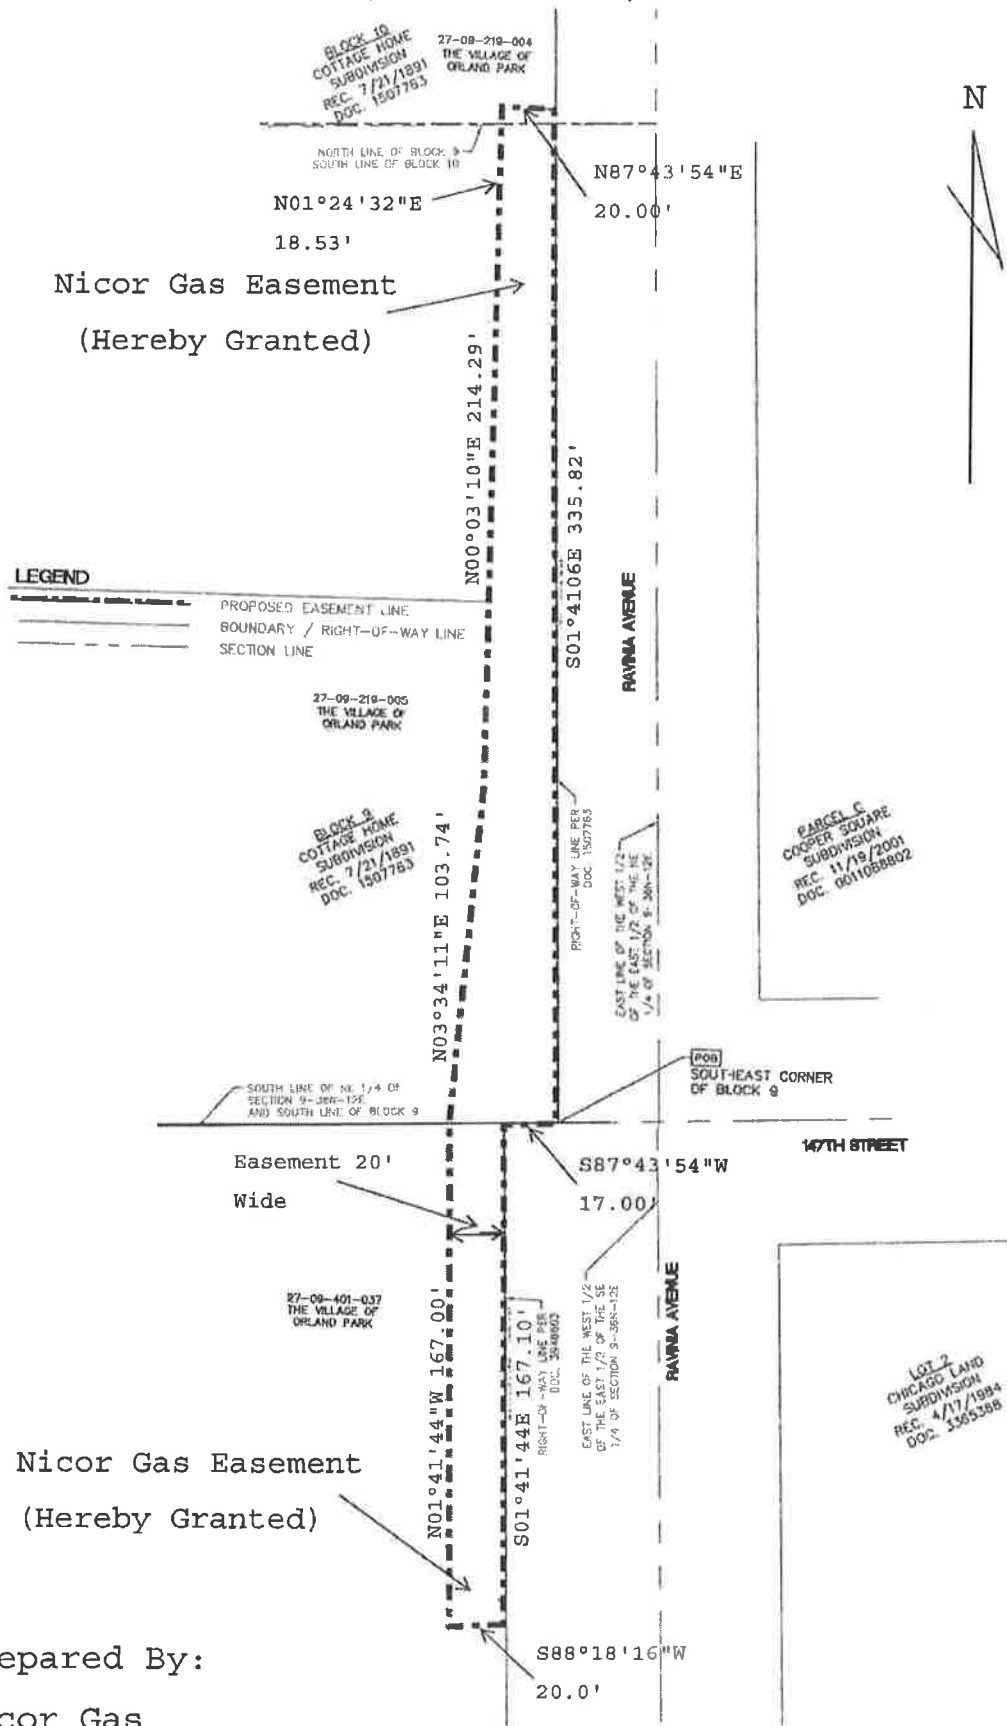 BLOCK 10
COTTAGE HOME
SUBDIVISION
REC. 7/21/1891
DOC. 1507763
27-09-219-004
THE VILLAGE OF
ORLAND PARK
N
NORTH LINE OF BLOCK 9
SOUTH LINE OF BLOCK 10
N87°43'54"E
20.00'
N01°24'32"E
18.53'
Nicor Gas Easement
(Hereby Granted)
N00°03'10"E 214.29'
S01°4106E 335.82'
RAVINIA AVENUE
LEGEND
PROPOSED EASEMENT LINE
BOUNDARY / RIGHT-OF-WAY LINE
SECTION LINE
27-09-219-005
THE VILLAGE OF
ORLAND PARK
BLOCK 9
COTTAGE HOME
SUBDIVISION
REC. 7/21/1891
DOC. 1507763
N03°34'11"E 103.74'
RIGHT-OF-WAY LINE PER
DOC. 1507763
EAST LINE OF THE WEST 1/2
OF THE EAST 1/2 OF THE NE
1/4 OF SECTION 9-36N-12E
PARCEL C
COOPER SQUARE
SUBDIVISION
REC. 11/19/2001
DOC. 0011088802
POB
SOUTHEAST CORNER
OF BLOCK 9
SOUTH LINE OF NE 1/4 OF
SECTION 9-36N-12E
AND SOUTH LINE OF BLOCK 9
147TH STREET
Easement 20'
Wide
S87°43'54"W
17.00'
27-09-401-037
THE VILLAGE OF
ORLAND PARK
N01°41'44"W 167.00'
S01°41'44E 167.10'
RIGHT-OF-WAY LINE PER
DOC.
EAST LINE OF THE WEST 1/2
OF THE EAST 1/2 OF THE SE
1/4 OF SECTION 9-36N-12E
RAVINIA AVENUE
LOT 2
CHICAGO LAND
SUBDIVISION
REC. 4/17/1984
DOC. 3365388
Nicor Gas Easement
(Hereby Granted)
S88°18'16"W
20.0'
epared By:
cor Gas